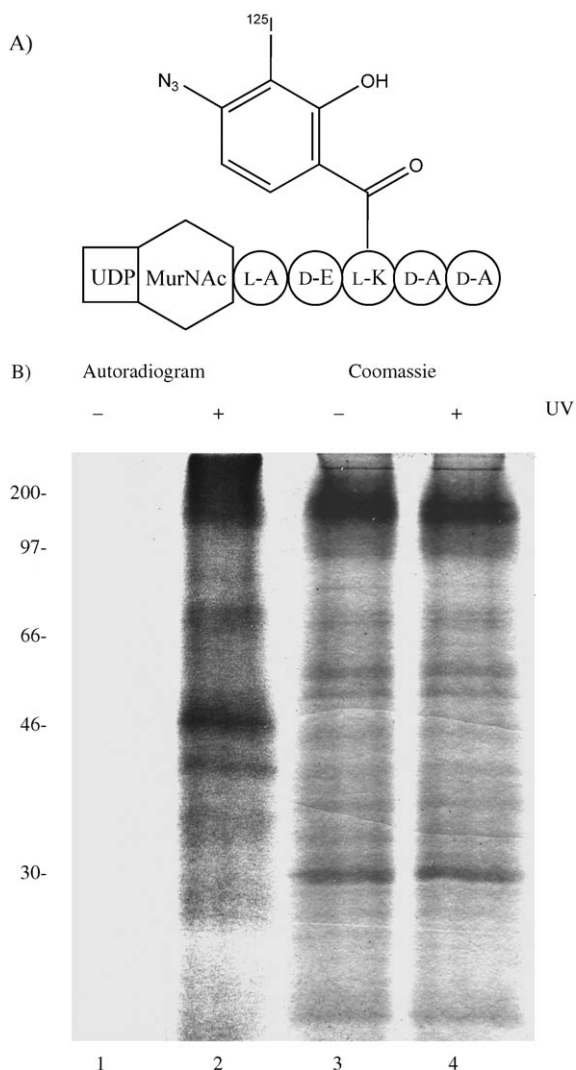 A)
125I
N3
OH
O
UDP MurNAc L-A D-E L-K D-A D-A
B) Autoradiogram Coomassie
– + – + UV
200-
97-
66-
46-
30-
1 2 3 4